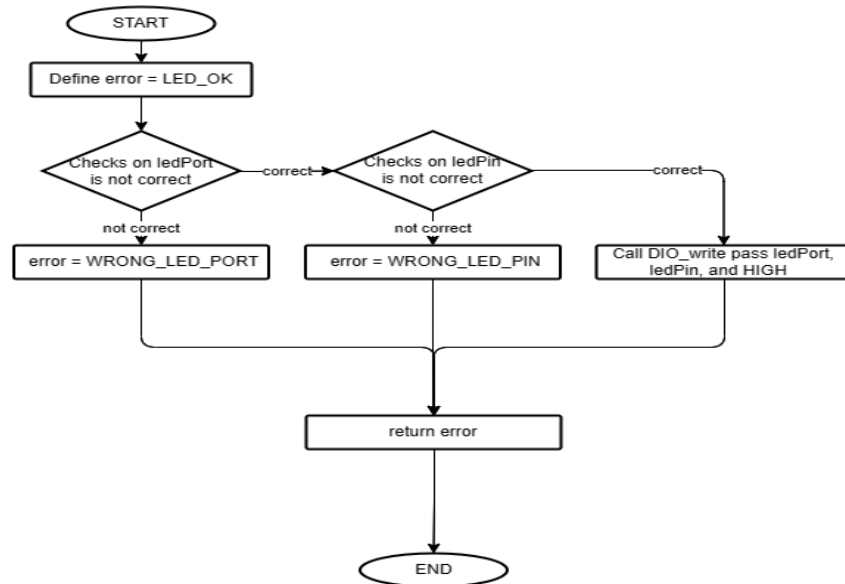 START
Define error = LED_OK
Checks on ledPort
is not correct
correct
Checks on ledPin
is not correct
correct
not correct
not correct
error = WRONG_LED_PORT
error = WRONG_LED_PIN
Call DIO_write pass ledPort,
ledPin, and HIGH
return error
END